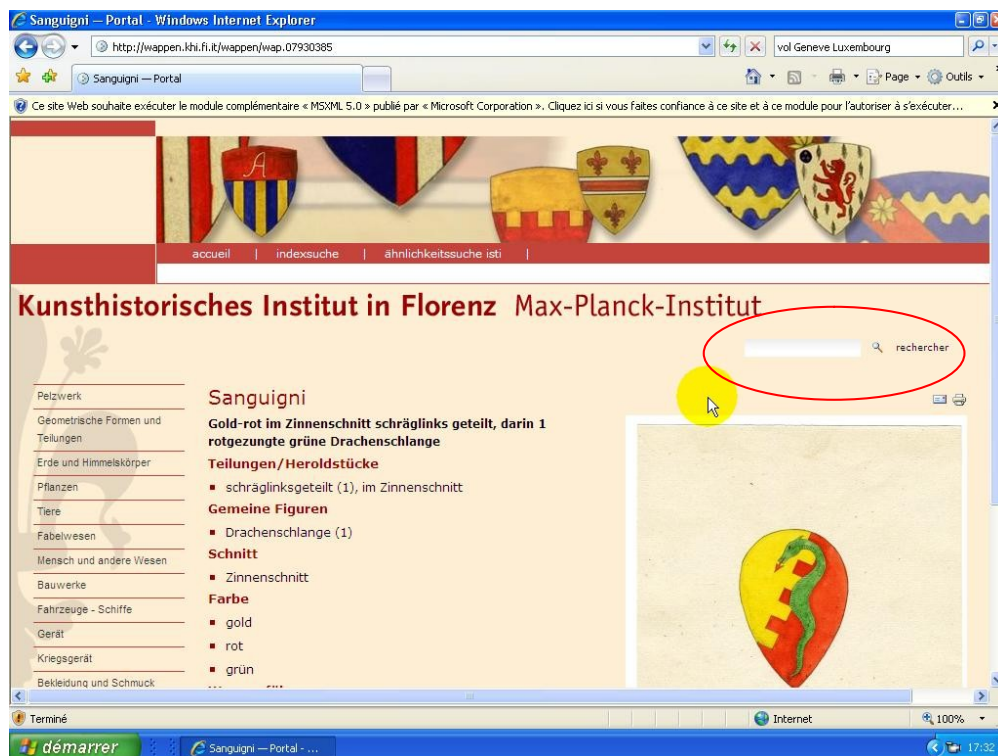 Sanguigni — Portal - Windows Internet Explorer
http://wappen.khi.fi.it/wappen/wap.07930385
vol Geneve Luxembourg
Sanguigni — Portal
Page
Outils
Ce site Web souhaite exécuter le module complémentaire « MSXML 5.0 » publié par « Microsoft Corporation ». Cliquez ici si vous faites confiance à ce site et à ce module pour l'autoriser à s'exécuter...
A
accueil | indexsuche | ähnlichkeitssuche isti |
Kunsthistorisches Institut in Florenz Max-Planck-Institut
rechercher
Pelzwerk
Geometrische Formen und
Teilungen
Erde und Himmelskörper
Pflanzen
Tiere
Fabelwesen
Mensch und andere Wesen
Bauwerke
Fahrzeuge - Schiffe
Gerät
Kriegsgerät
Bekleidung und Schmuck
Sanguigni
Gold-rot im Zinnenschnitt schräglinks geteilt, darin 1
rotgezungte grüne Drachenschlange
Teilungen/Heroldstücke
schräglinksgeteilt (1), im Zinnenschnitt
Gemeine Figuren
Drachenschlange (1)
Schnitt
Zinnenschnitt
Farbe
gold
rot
grün
Terminé
Internet
100%
démarrer
Sanguigni — Portal - ...
17:32